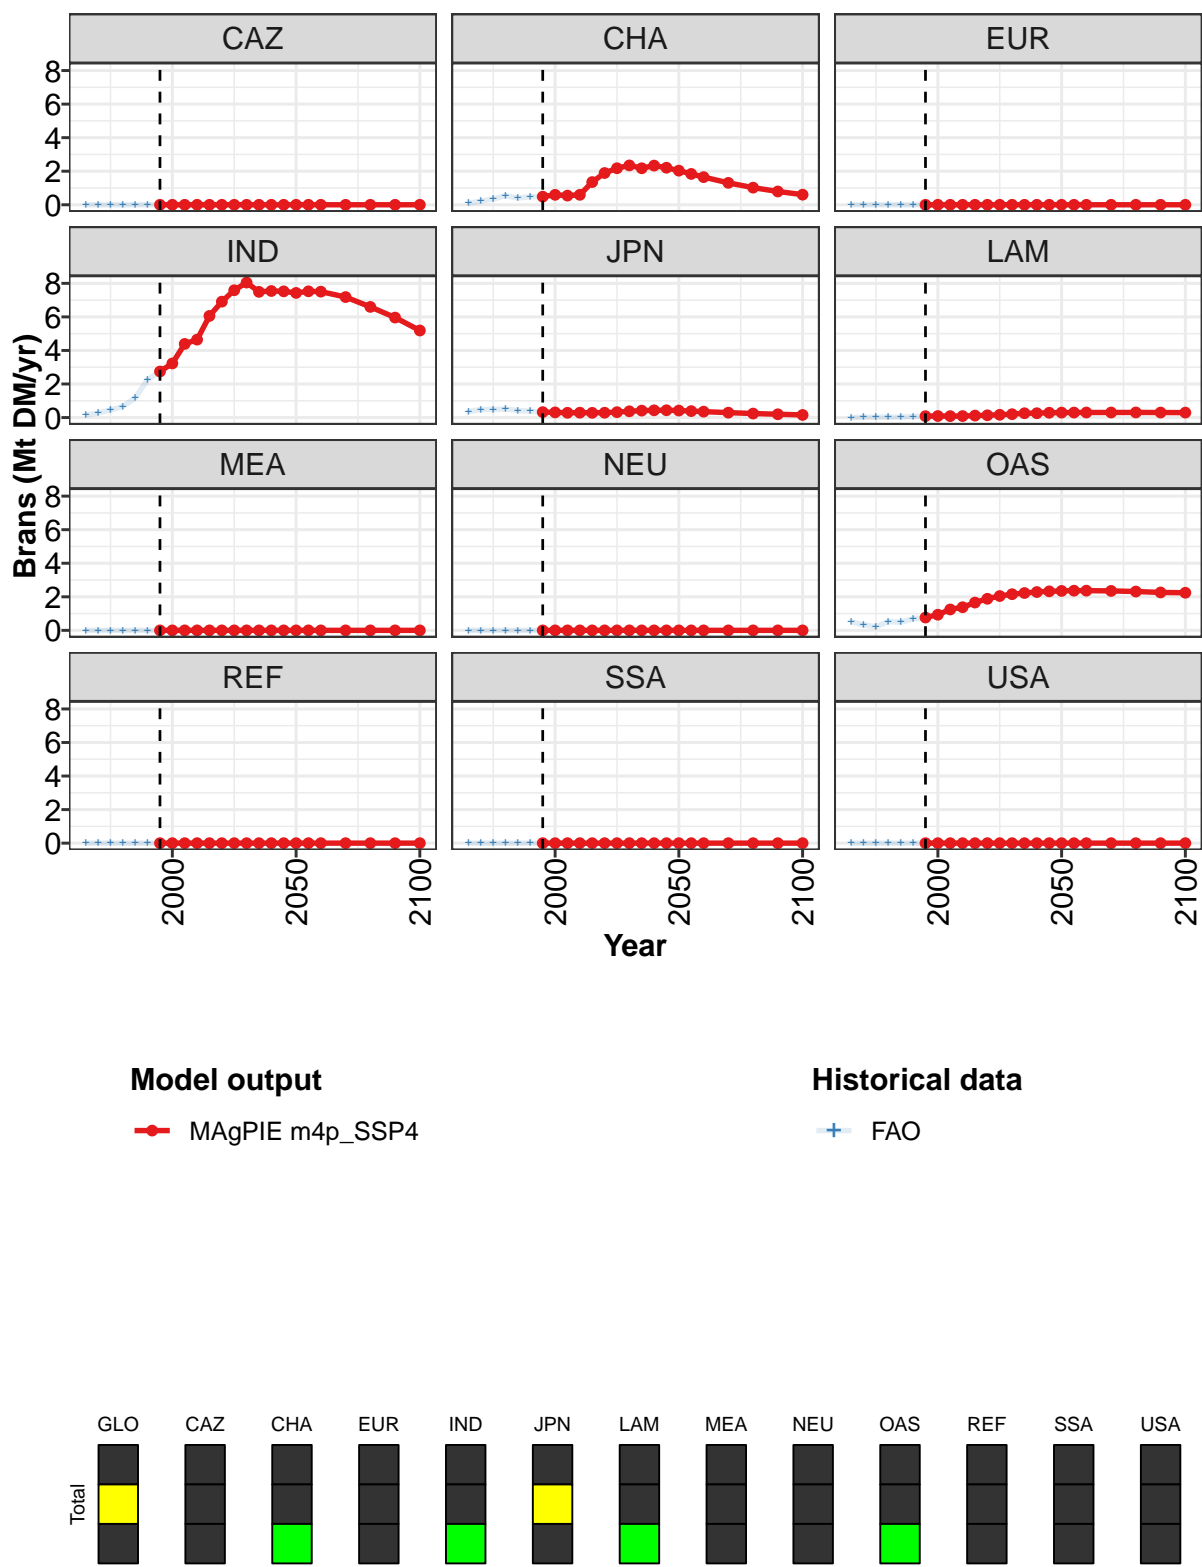 CAZ CHA EUR
8
6
4
2
0
IND JPN LAM
8
6
4
2
0
MEA NEU OAS
8
6
4
2
0
REF SSA USA
8
6
4
2
0
Brans (Mt DM/yr)
2000 2050 2100 2000 2050 2100 2000 2050 2100
Year
Model output Historical data
MAgPIE m4p_SSP4 FAO
GLO CAZ CHA EUR IND JPN LAM MEA NEU OAS REF SSA USA
Total